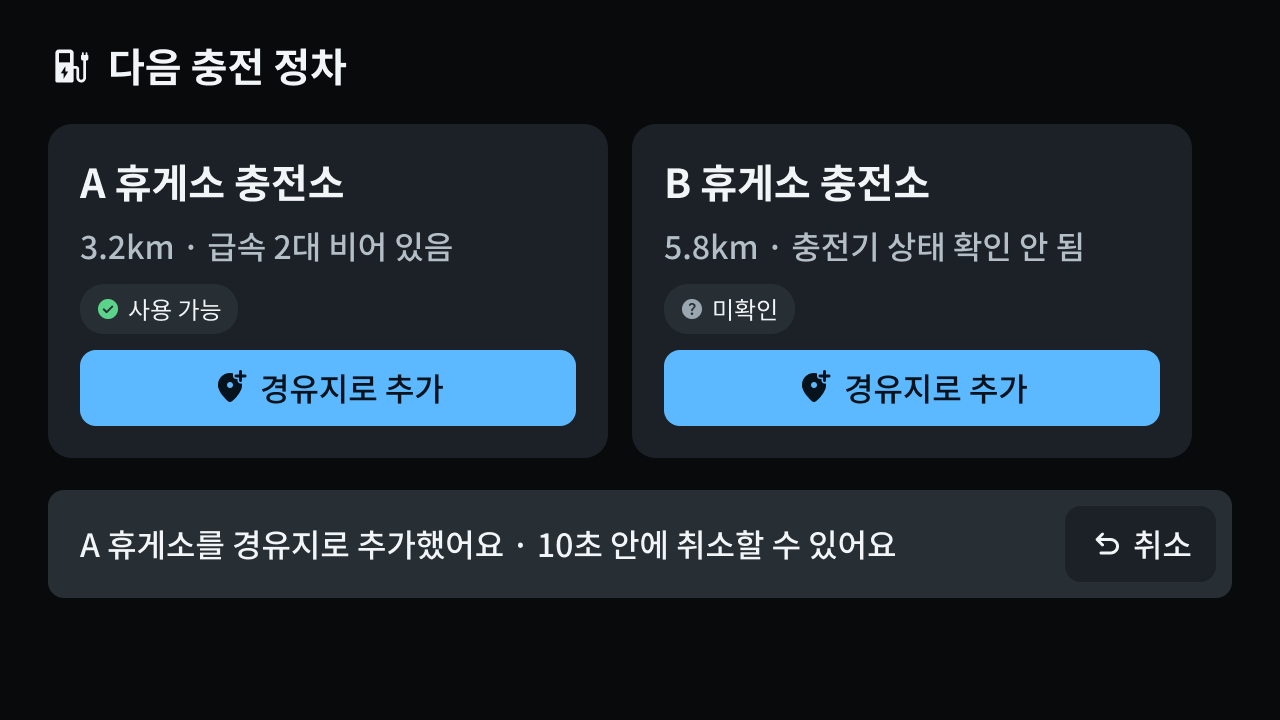 다음 충전 정차
A 휴게소 충전소
3.2km · 급속 2대 비어 있음
사용 가능
경유지로 추가
B 휴게소 충전소
5.8km · 충전기 상태 확인 안 됨
미확인
경유지로 추가
A 휴게소를 경유지로 추가했어요 · 10초 안에 취소할 수 있어요
취소